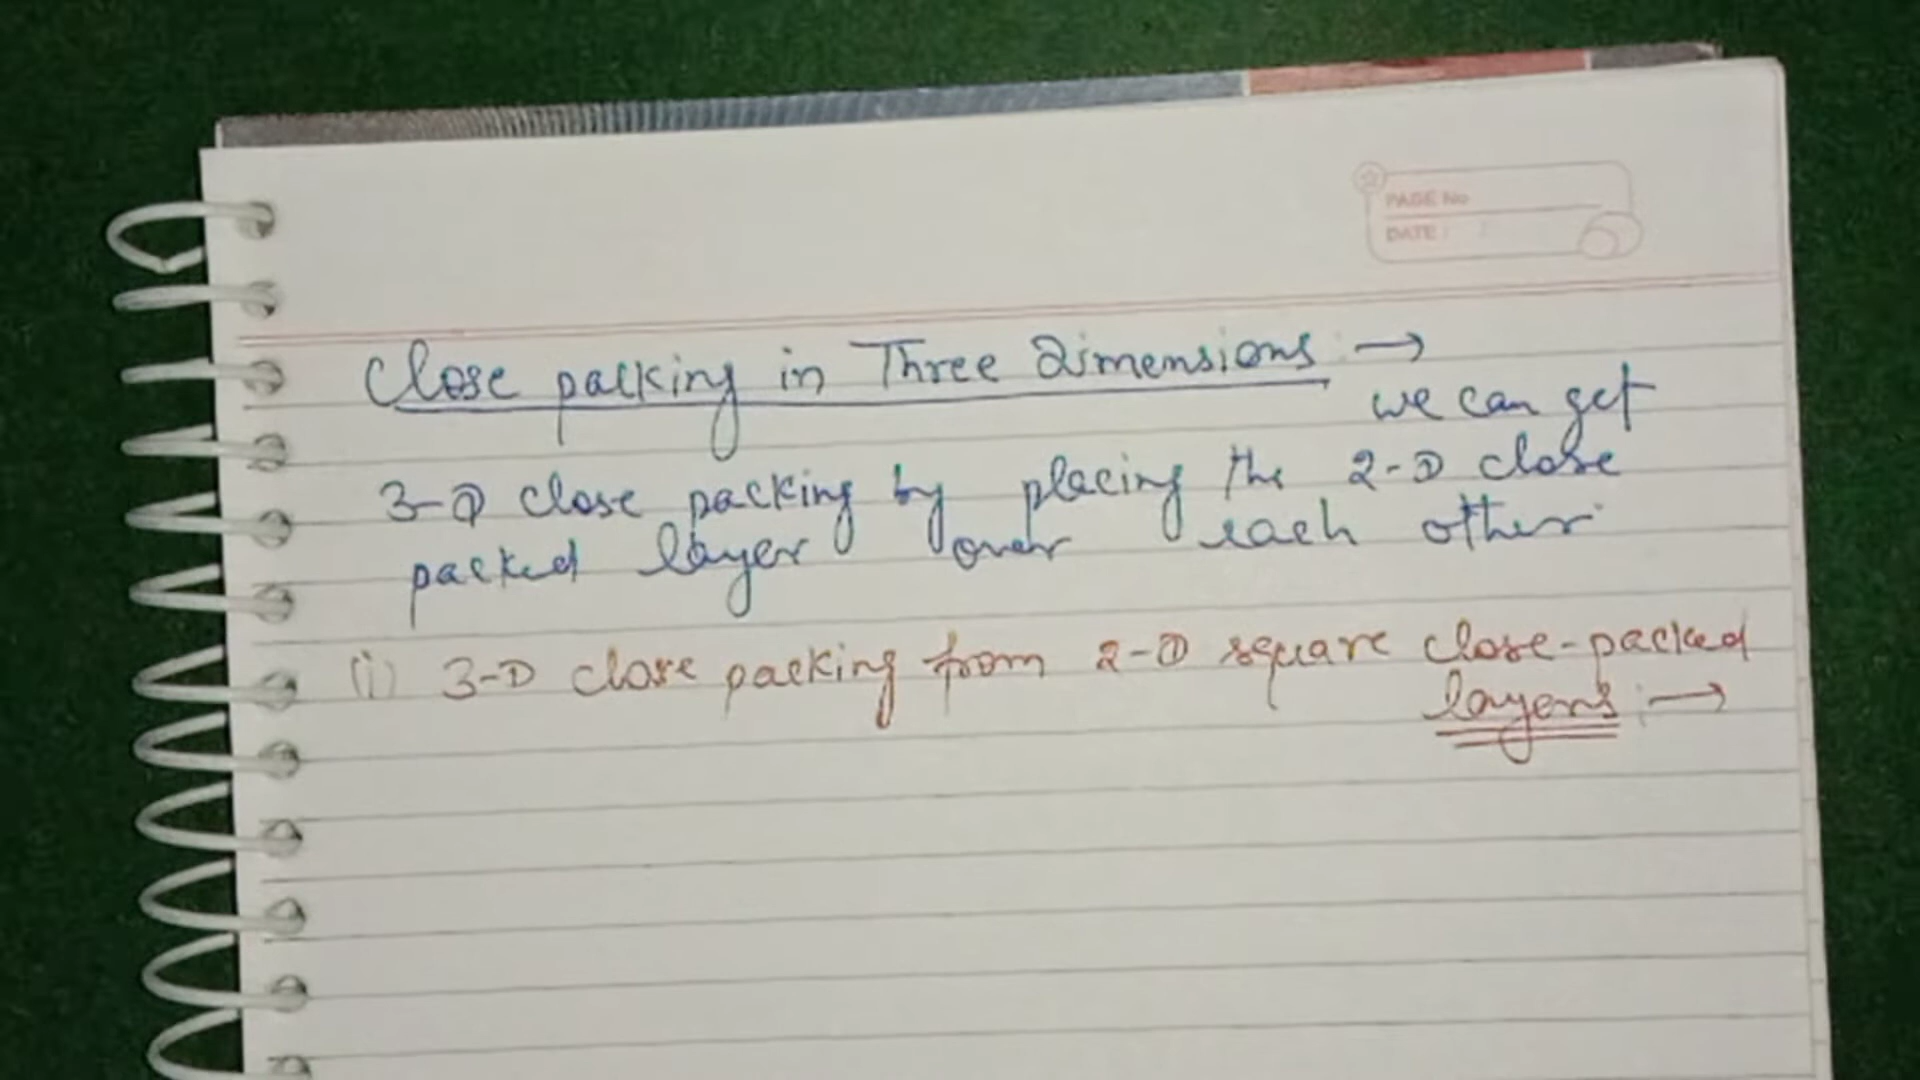 PAGE No
DATE:
Close packing in Three Dimensions →
we can get
3-D close packing by placing the 2-D close
packed layer over each other
(i) 3-D close packing from 2-D square close-packed
layers :→